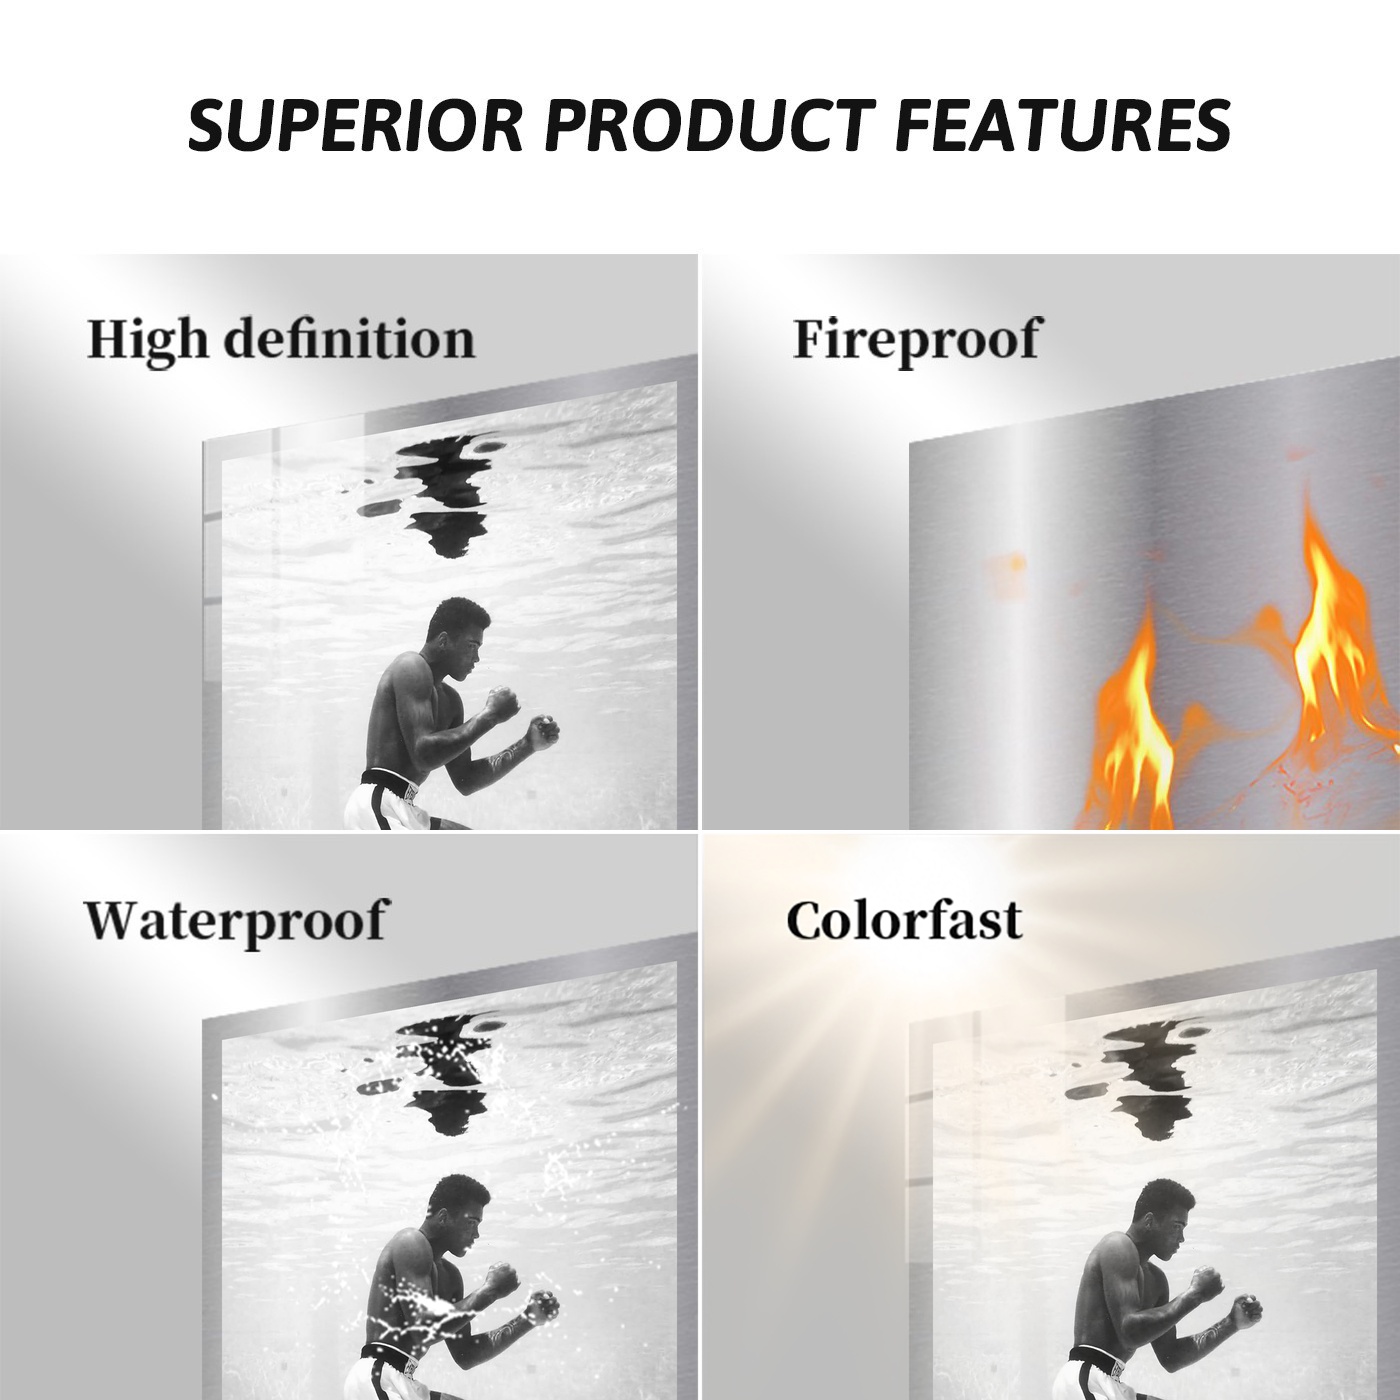 SUPERIOR PRODUCT FEATURES
High definition
Fireproof
Waterproof
Colorfast